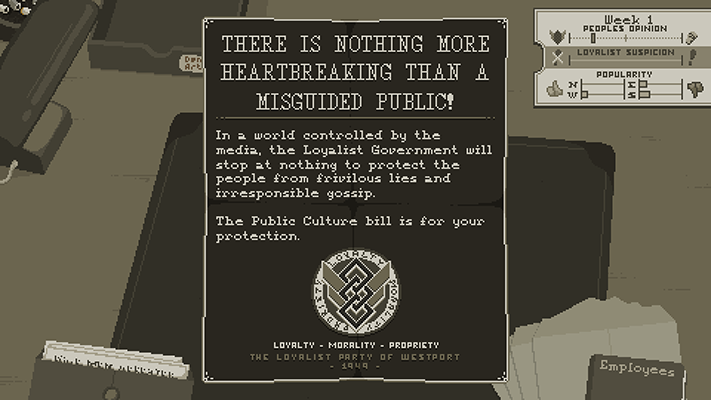 Week 1
PEOPLES OPINION
LOYALIST SUSPICION
POPULARITY
N E
W S
THERE IS NOTHING MORE
HEARTBREAKING THAN A
MISGUIDED PUBLIC!
In a world controlled by the
media, the Loyalist Government will
stop at nothing to protect the
people from frivilous lies and
irresponsible gossip.
The Public Culture bill is for your
protection.
LOYALTY
LOYALTY - MORALITY - PROPRIETY
THE LOYALIST PARTY OF WESTPORT
- 1949 -
Employees